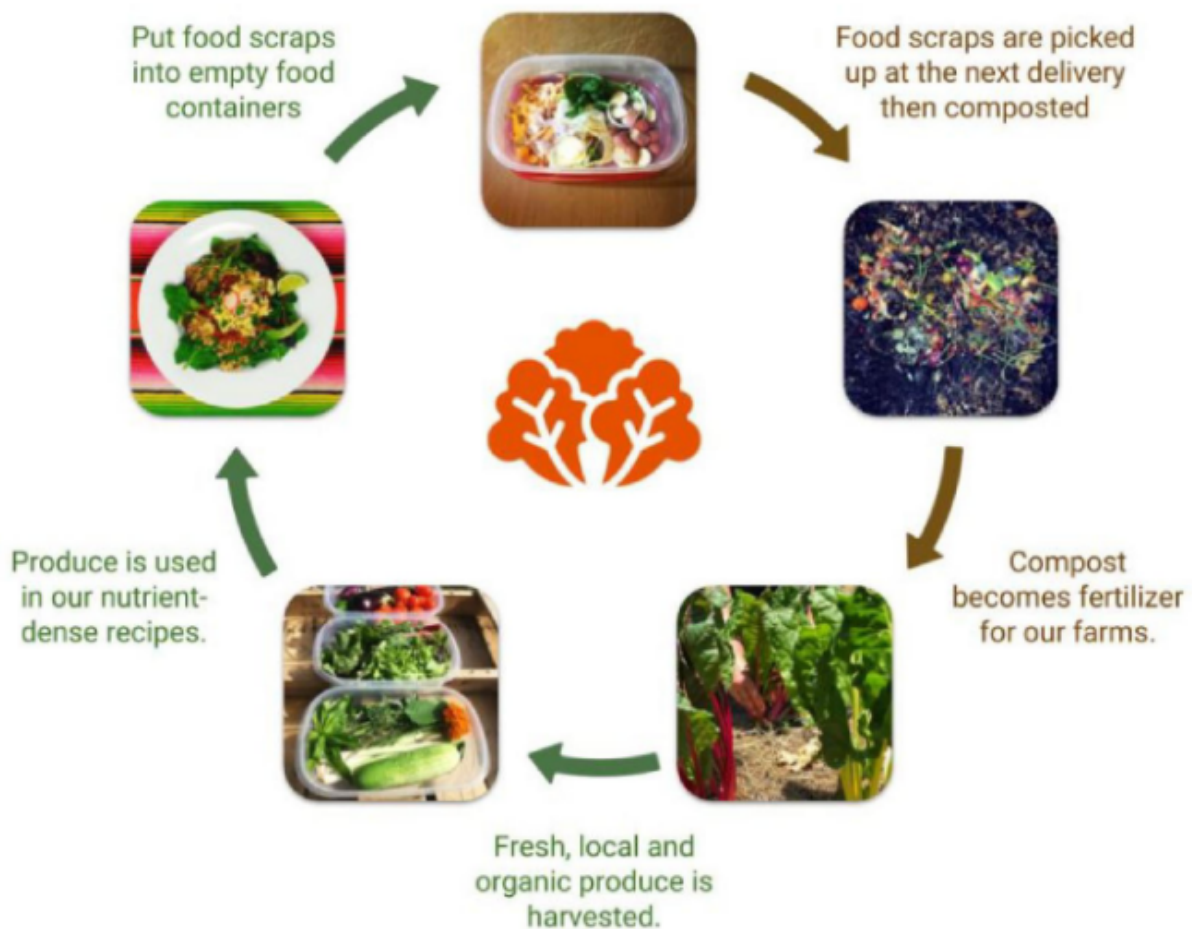 Put food scraps
into empty food
containers
Food scraps are picked
up at the next delivery
then composted
Compost
becomes fertilizer
for our farms.
Fresh, local and
organic produce is
harvested.
Produce is used
in our nutrient-
dense recipes.